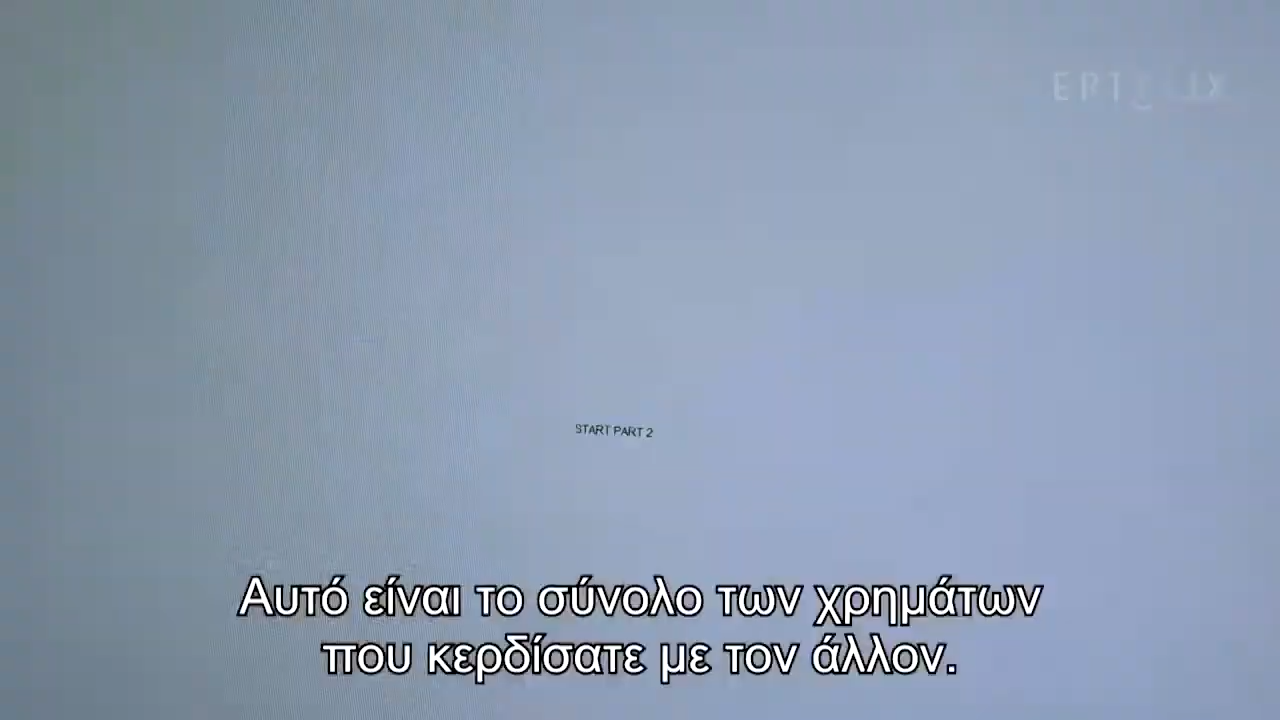 START PART 2
Αυτό είναι το σύνολο των χρημάτων
που κερδίσατε με τον άλλον.